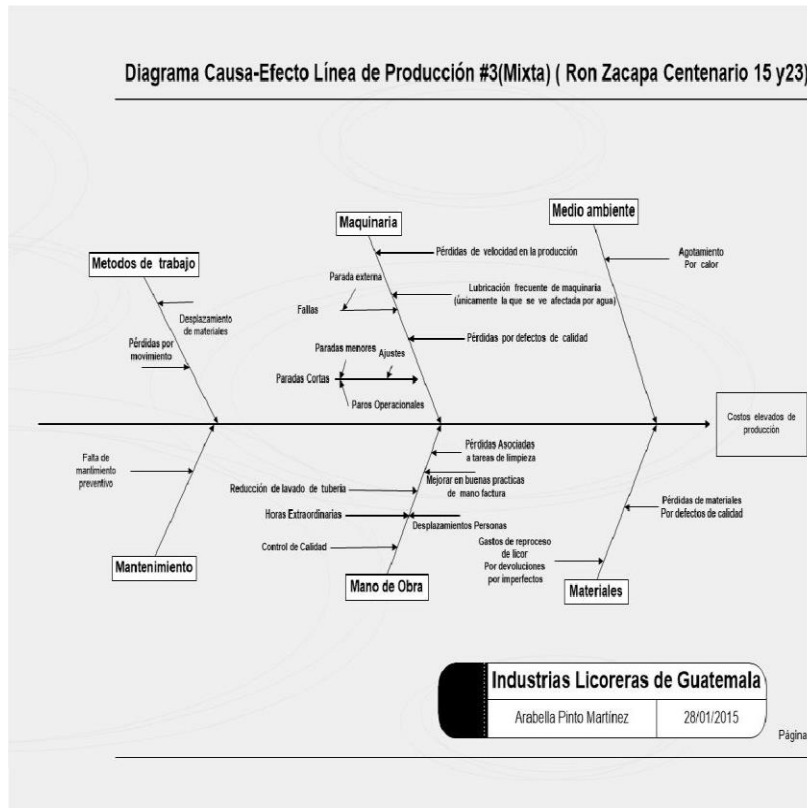 Diagrama Causa-Efecto Línea de Producción #3(Mixta) ( Ron Zacapa Centenario 15 y23)
Medio ambiente
Maquinaria
Metodos de trabajo
Pérdidas de velocidad en la producción
Agotamiento
Por calor
Parada externa
Lubricación frecuente de maquinaria
(únicamente la que se ve afectada por agua)
Fallas
Desplazamiento
de materiales
Pérdidas por
movimiento
Pérdidas por defectos de calidad
Paradas menores
Ajustes
Paradas Cortas
Paros Operacionales
Costos elevados de
producción
Pérdidas Asociadas
a tareas de limpieza
Falta de
mantimiento
preventivo
Mejorar en buenas practicas
de mano factura
Reducción de lavado de tuberia
Pérdidas de materiales
Por defectos de calidad
Horas Extraordinarias
Desplazamientos Personas
Control de Calidad
Gastos de reproceso
de licor
Por devoluciones
por imperfectos
Mantenimiento
Mano de Obra
Materiales
Industrias Licoreras de Guatemala
Arabella Pinto Martínez
28/01/2015
Página